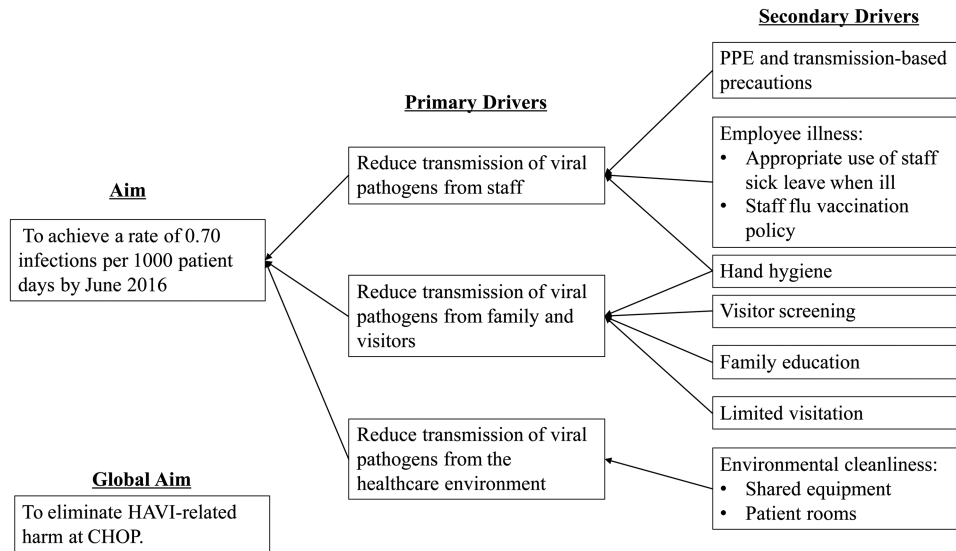 Aim
To achieve a rate of 0.70
infections per 1000 patient
days by June 2016
Global Aim
To eliminate HAVI-related
harm at CHOP.
Primary Drivers
Reduce transmission of viral
pathogens from staff
Reduce transmission of viral
pathogens from family and
visitors
Reduce transmission of viral
pathogens from the
healthcare environment
Secondary Drivers
PPE and transmission-based
precautions
Employee illness:
• Appropriate use of staff
sick leave when ill
• Staff flu vaccination
policy
Hand hygiene
Visitor screening
Family education
Limited visitation
Environmental cleanliness:
• Shared equipment
• Patient rooms